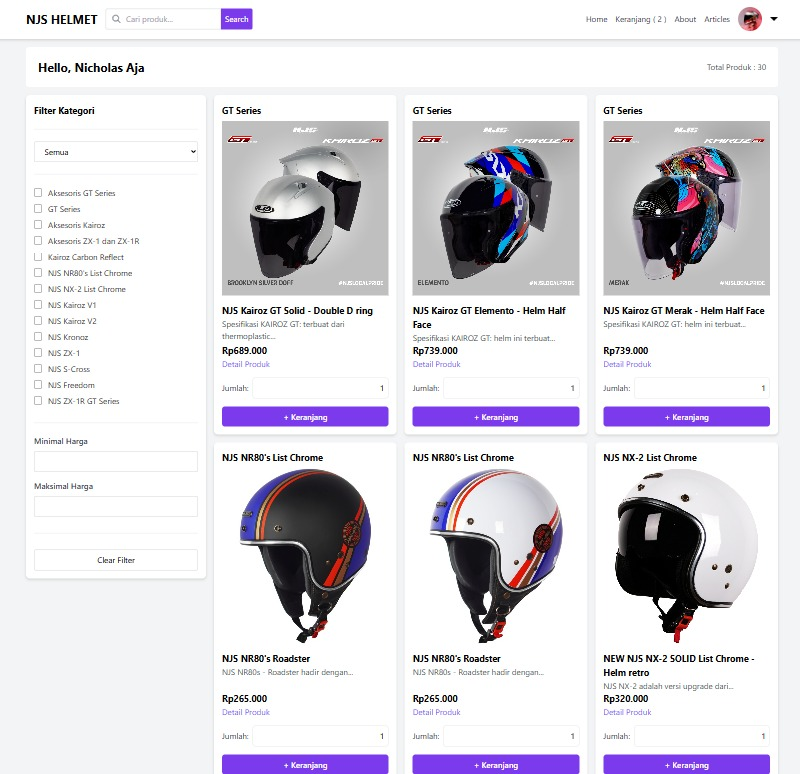 NJS HELMET
Cari produk...
Search
Home
Keranjang ( 2 )
About
Articles
Hello, Nicholas Aja
Total Produk : 30
Filter Kategori
Semua
Aksesoris GT Series
GT Series
Aksesoris Kairoz
Aksesoris ZX-1 dan ZX-1R
Kairoz Carbon Reflect
NJS NR80's List Chrome
NJS NX-2 List Chrome
NJS Kairoz V1
NJS Kairoz V2
NJS Kronoz
NJS ZX-1
NJS S-Cross
NJS Freedom
NJS ZX-1R GT Series
Minimal Harga
Maksimal Harga
Clear Filter
GT Series
NJS
GT
KAIROZ
BROOKLYN SILVER DOFF
#NJSLOCALPRIDE
NJS Kairoz GT Solid - Double D ring
Spesifikasi KAIROZ GT: terbuat dari
thermoplastic...
Rp689.000
Detail Produk
Jumlah:
1
+ Keranjang
GT Series
NJS
GT
KAIROZ
ELEMENTO
#NJSLOCALPRIDE
NJS Kairoz GT Elemento - Helm Half
Face
Spesifikasi KAIROZ GT: helm ini terbuat...
Rp739.000
Detail Produk
Jumlah:
1
+ Keranjang
GT Series
NJS
GT
KAIROZ
MERAK
#NJSLOCALPRIDE
NJS Kairoz GT Merak - Helm Half Face
Spesifikasi KAIROZ GT: helm ini terbuat...
Rp739.000
Detail Produk
Jumlah:
1
+ Keranjang
NJS NR80's List Chrome
NJS NR80's Roadster
NJS NR80s - Roadster hadir dengan...
Rp265.000
Detail Produk
Jumlah:
1
+ Keranjang
NJS NR80's List Chrome
NJS NR80's Roadster
NJS NR80s - Roadster hadir dengan...
Rp265.000
Detail Produk
Jumlah:
1
+ Keranjang
NJS NX-2 List Chrome
NEW NJS NX-2 SOLID List Chrome -
Helm retro
NJS NX-2 adalah versi upgrade dari...
Rp320.000
Detail Produk
Jumlah:
1
+ Keranjang